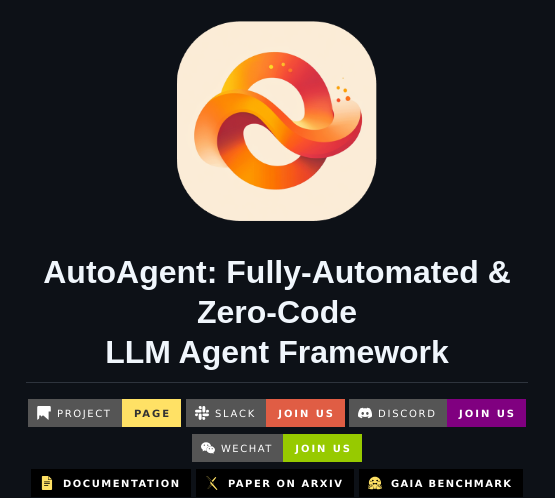 AutoAgent: Fully-Automated &
Zero-Code
LLM Agent Framework
PROJECT PAGE SLACK JOIN US DISCORD JOIN US
WECHAT JOIN US
DOCUMENTATION PAPER ON ARXIV GAIA BENCHMARK